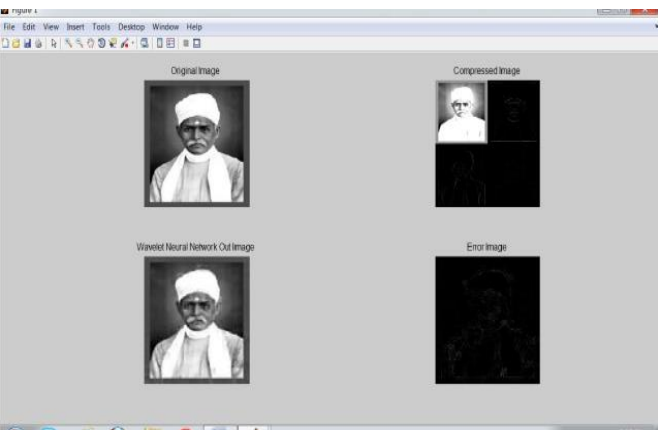 Figure 1
File Edit View Insert Tools Desktop Window Help
Original Image
Compressed Image
Wavelet Neural Network Out Image
Error Image